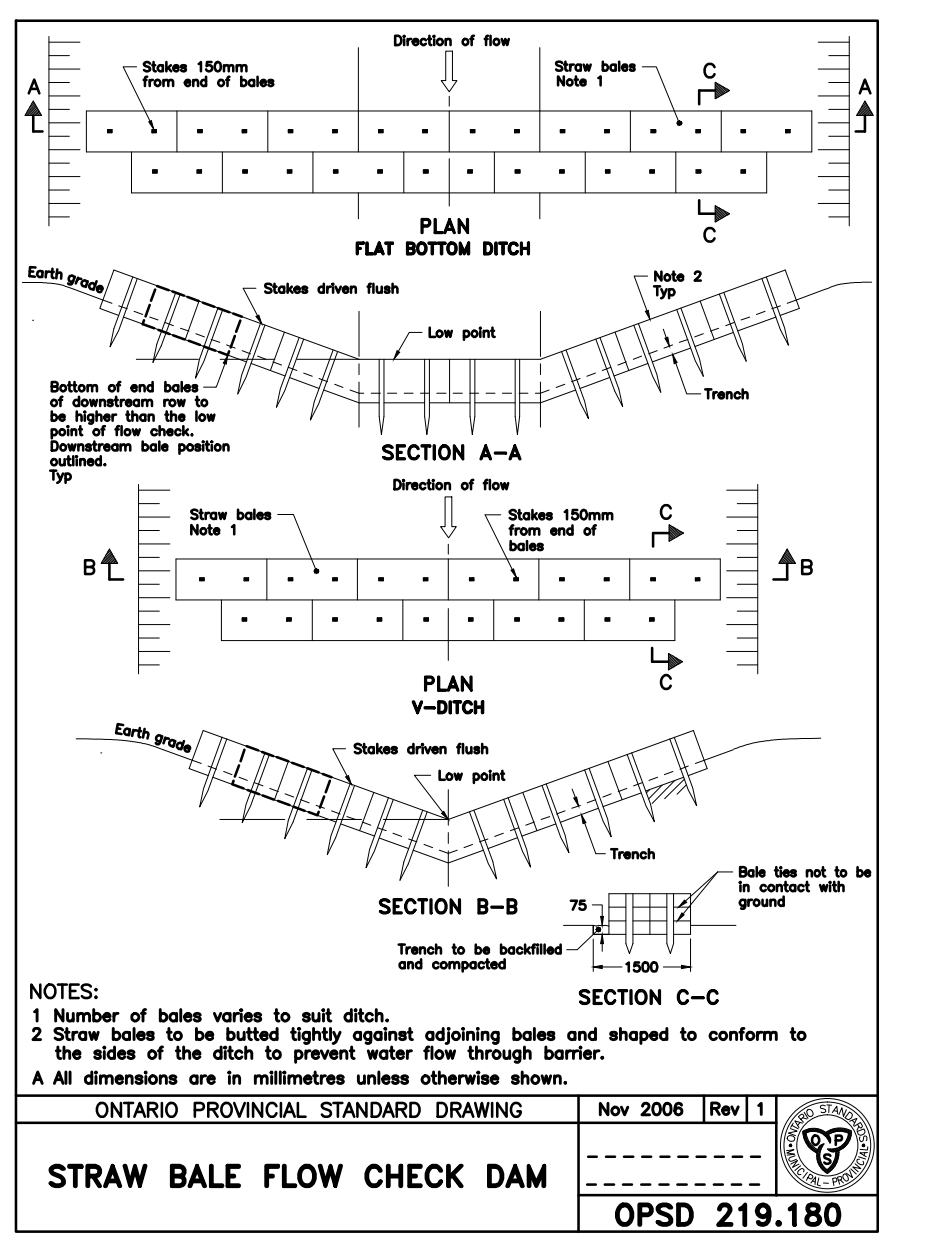 Direction of flow
Stakes 150mm
from end of bales
Straw bales
Note 1
C
A
A
C
PLAN
FLAT BOTTOM DITCH
Earth grade
Stakes driven flush
Note 2
Typ
Low point
Bottom of end bales
of downstream row to
be higher than the low
point of flow check.
Downstream bale position
outlined.
Typ
Trench
SECTION A-A
Direction of flow
Straw bales
Note 1
Stakes 150mm
from end of
bales
C
B
B
C
PLAN
V-DITCH
Earth grade
Stakes driven flush
Low point
Trench
SECTION B-B
Bale ties not to be
in contact with
ground
75
Trench to be backfilled
and compacted
1500
SECTION C-C
NOTES:
1 Number of bales varies to suit ditch.
2 Straw bales to be butted tightly against adjoining bales and shaped to conform to
the sides of the ditch to prevent water flow through barrier.
A All dimensions are in millimetres unless otherwise shown.
ONTARIO PROVINCIAL STANDARD DRAWING
Nov 2006 Rev 1
STRAW BALE FLOW CHECK DAM
OPSD 219.180
ONTARIO STANDARDS
MUNICIPAL - PROVINCIAL
O P
S